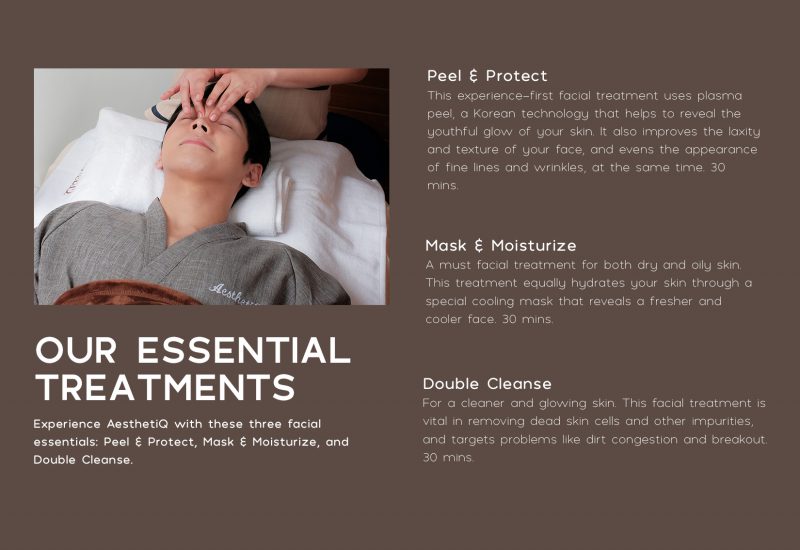 Aesthet
OUR ESSENTIAL
TREATMENTS
Experience AesthetiQ with these three facial
essentials: Peel & Protect, Mask & Moisturize, and
Double Cleanse.
Peel & Protect
This experience-first facial treatment uses plasma
peel, a Korean technology that helps to reveal the
youthful glow of your skin. It also improves the laxity
and texture of your face, and evens the appearance
of fine lines and wrinkles, at the same time. 30
mins.
Mask & Moisturize
A must facial treatment for both dry and oily skin.
This treatment equally hydrates your skin through a
special cooling mask that reveals a fresher and
cooler face. 30 mins.
Double Cleanse
For a cleaner and glowing skin. This facial treatment is
vital in removing dead skin cells and other impurities,
and targets problems like dirt congestion and breakout.
30 mins.